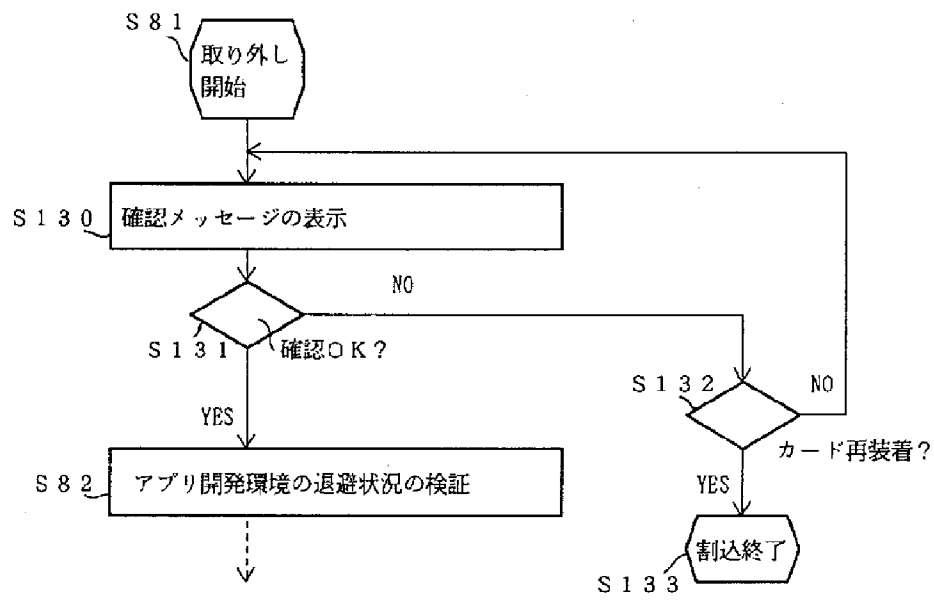 S81
取り外し
開始
S130
確認メッセージの表示
NO
S131
確認OK?
S132
NO
カード再装着?
YES
S82
アプリ開発環境の退避状況の検証
YES
割込終了
S133